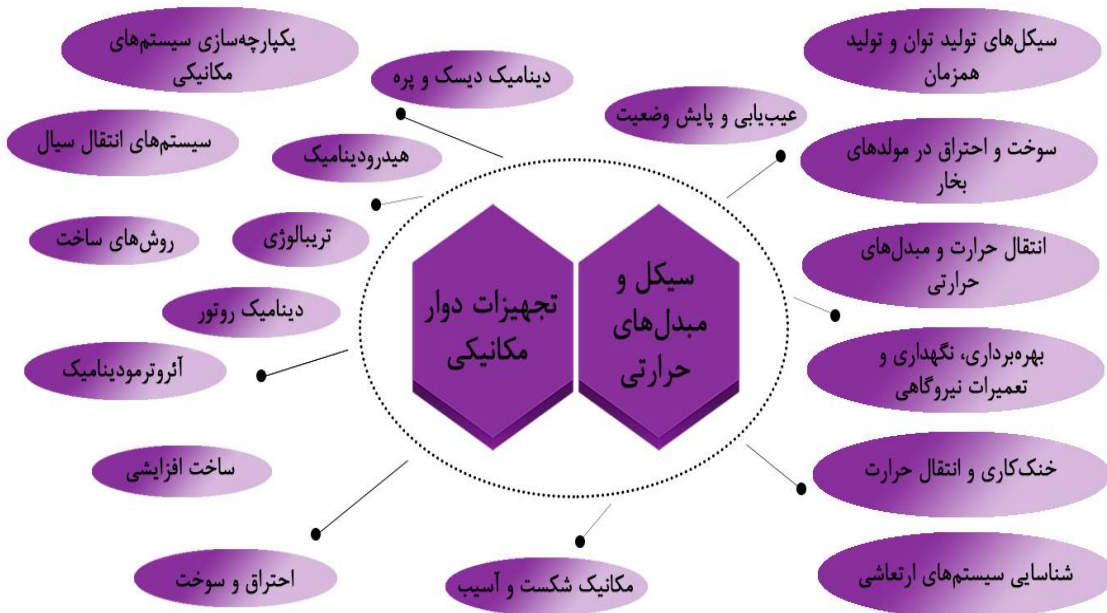 سیکل‌های تولید توان و تولید
همزمان
یکپارچه‌سازی سیستم‌های
مکانیکی
دینامیک دیسک و پره
عیب‌یابی و پایش وضعیت
سیستم‌های انتقال سیال
هیدرودینامیک
سوخت و احتراق در مولدهای
بخار
روش‌های ساخت
تریبالوژی
انتقال حرارت و مبدل‌های
حرارتی
سیکل و
مبدل‌های
حرارتی
تجهیزات دوار
مکانیکی
دینامیک روتور
آئروترمودینامیک
بهره‌برداری، نگهداری و
تعمیرات نیروگاهی
ساخت افزایشی
خنک‌کاری و انتقال حرارت
احتراق و سوخت
مکانیک شکست و آسیب
شناسایی سیستم‌های ارتعاشی